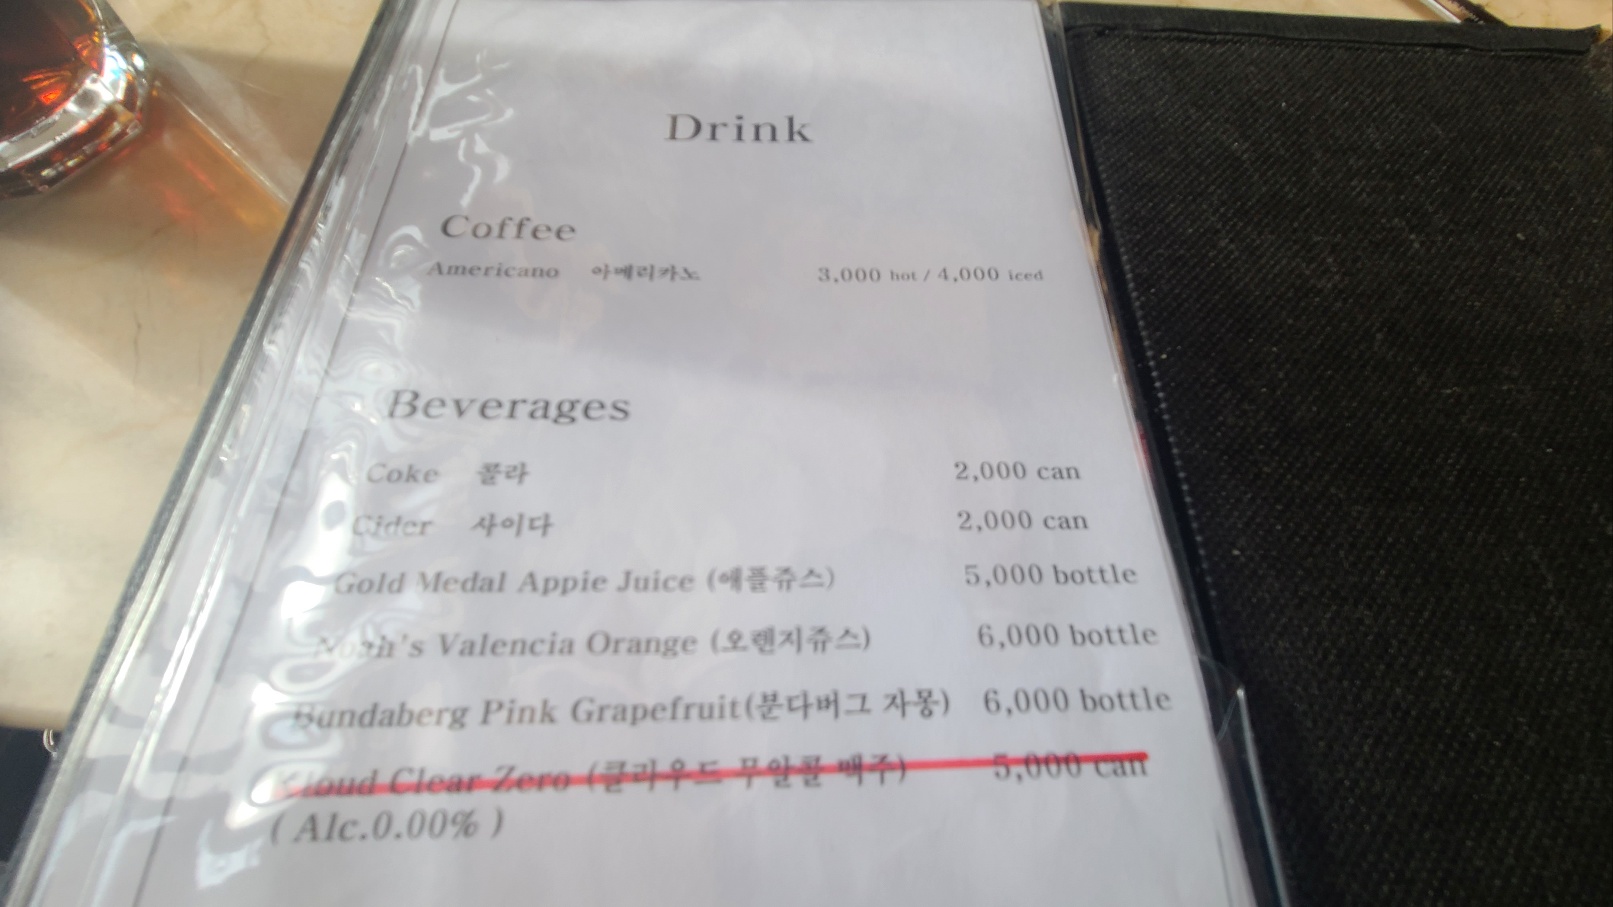 Drink
Coffee
Americano 아메리카노 3,000 hot / 4,000 iced
Beverages
Coke 콜라 2,000 can
Cider 사이다 2,000 can
Gold Medal Appie Juice (애플쥬스) 5,000 bottle
Noah's Valencia Orange (오렌지쥬스) 6,000 bottle
Bundaberg Pink Grapefruit(분다버그 자몽) 6,000 bottle
Kloud Clear Zero (클라우드 무알콜 맥주) 5,000 can
( Alc.0.00% )